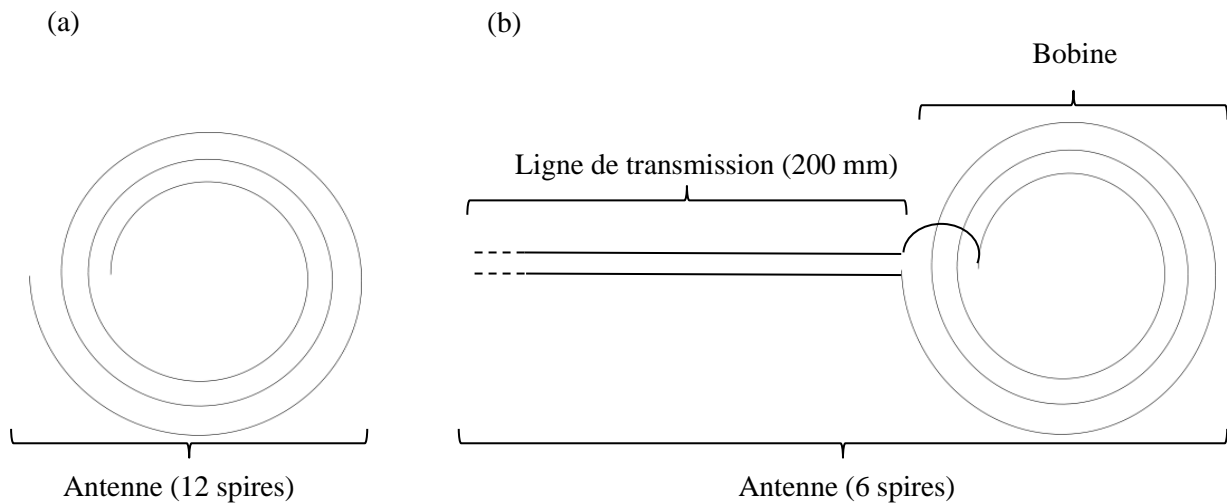 (a)
(b)
Bobine
Ligne de transmission (200 mm)
Antenne (12 spires)
Antenne (6 spires)